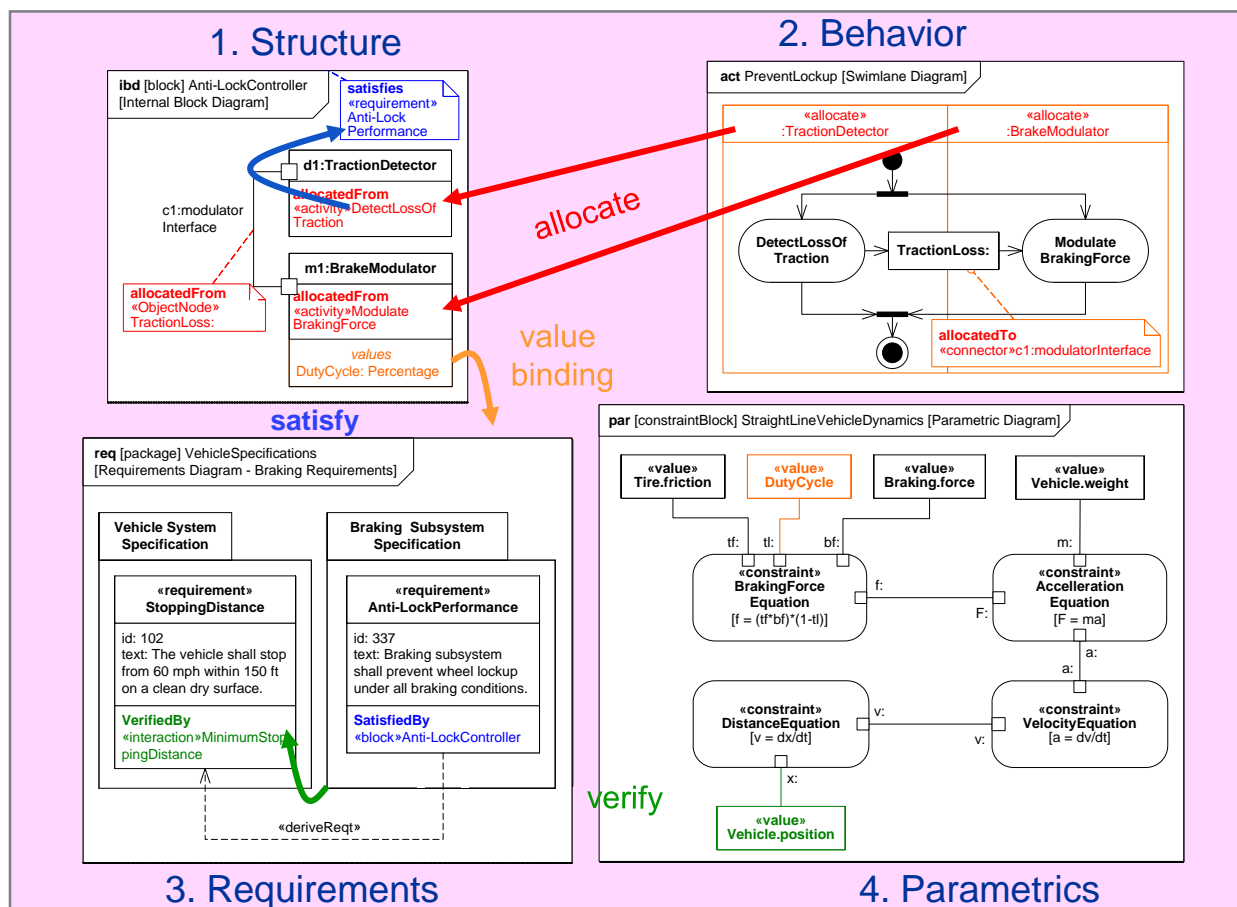 1. Structure
ibd [block] Anti-LockController
[Internal Block Diagram]
satisfies
«requirement»
Anti-Lock
Performance
d1:TractionDetector
allocatedFrom
«activity»DetectLossOf
Traction
c1:modulator
Interface
m1:BrakeModulator
allocatedFrom
«activity»Modulate
BrakingForce
values
DutyCycle: Percentage
allocatedFrom
«ObjectNode»
TractionLoss:
2. Behavior
act PreventLockup [Swimlane Diagram]
«allocate»
:TractionDetector
«allocate»
:BrakeModulator
DetectLossOf
Traction
TractionLoss:
Modulate
BrakingForce
allocatedTo
«connector»c1:modulatorInterface
allocate
value
binding
satisfy
verify
req [package] VehicleSpecifications
[Requirements Diagram - Braking Requirements]
Vehicle System
Specification
«requirement»
StoppingDistance
id: 102
text: The vehicle shall stop
from 60 mph within 150 ft
on a clean dry surface.
VerifiedBy
«interaction»MinimumStop
pingDistance
Braking Subsystem
Specification
«requirement»
Anti-LockPerformance
id: 337
text: Braking subsystem
shall prevent wheel lockup
under all braking conditions.
SatisfiedBy
«block»Anti-LockController
«deriveReqt»
3. Requirements
par [constraintBlock] StraightLineVehicleDynamics [Parametric Diagram]
«value»
Tire.friction
«value»
DutyCycle
«value»
Braking.force
«value»
Vehicle.weight
tf:
tl:
bf:
m:
«constraint»
BrakingForce
Equation
[f = (tf*bf)*(1-tl)]
f:
F:
«constraint»
Accelleration
Equation
[F = ma]
a:
a:
«constraint»
DistanceEquation
[v = dx/dt]
v:
v:
«constraint»
VelocityEquation
[a = dv/dt]
x:
«value»
Vehicle.position
4. Parametrics